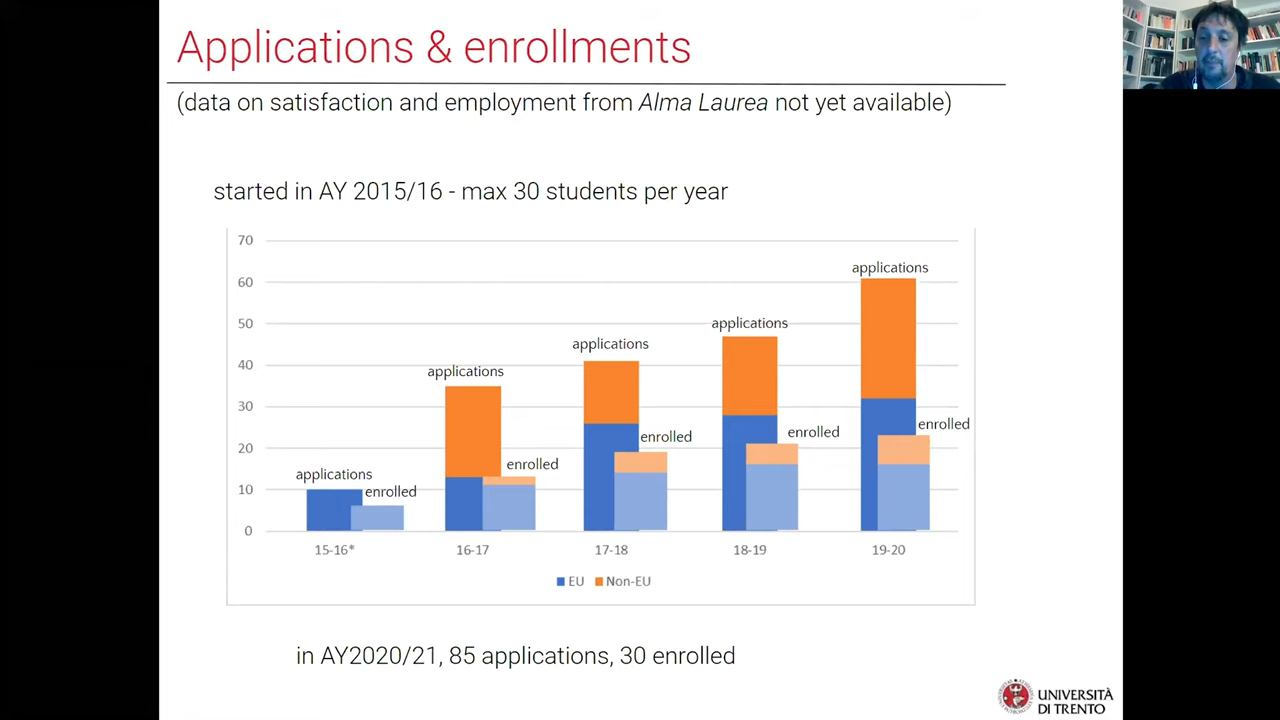 Applications & enrollments
(data on satisfaction and employment from Alma Laurea not yet available)
started in AY 2015/16 - max 30 students per year
70
60
50
40
30
20
10
0
applications
enrolled
applications
enrolled
applications
enrolled
applications
enrolled
applications
enrolled
15-16*
16-17
17-18
18-19
19-20
EU
Non-EU
in AY2020/21, 85 applications, 30 enrolled
UNIVERSITÀ
DI TRENTO